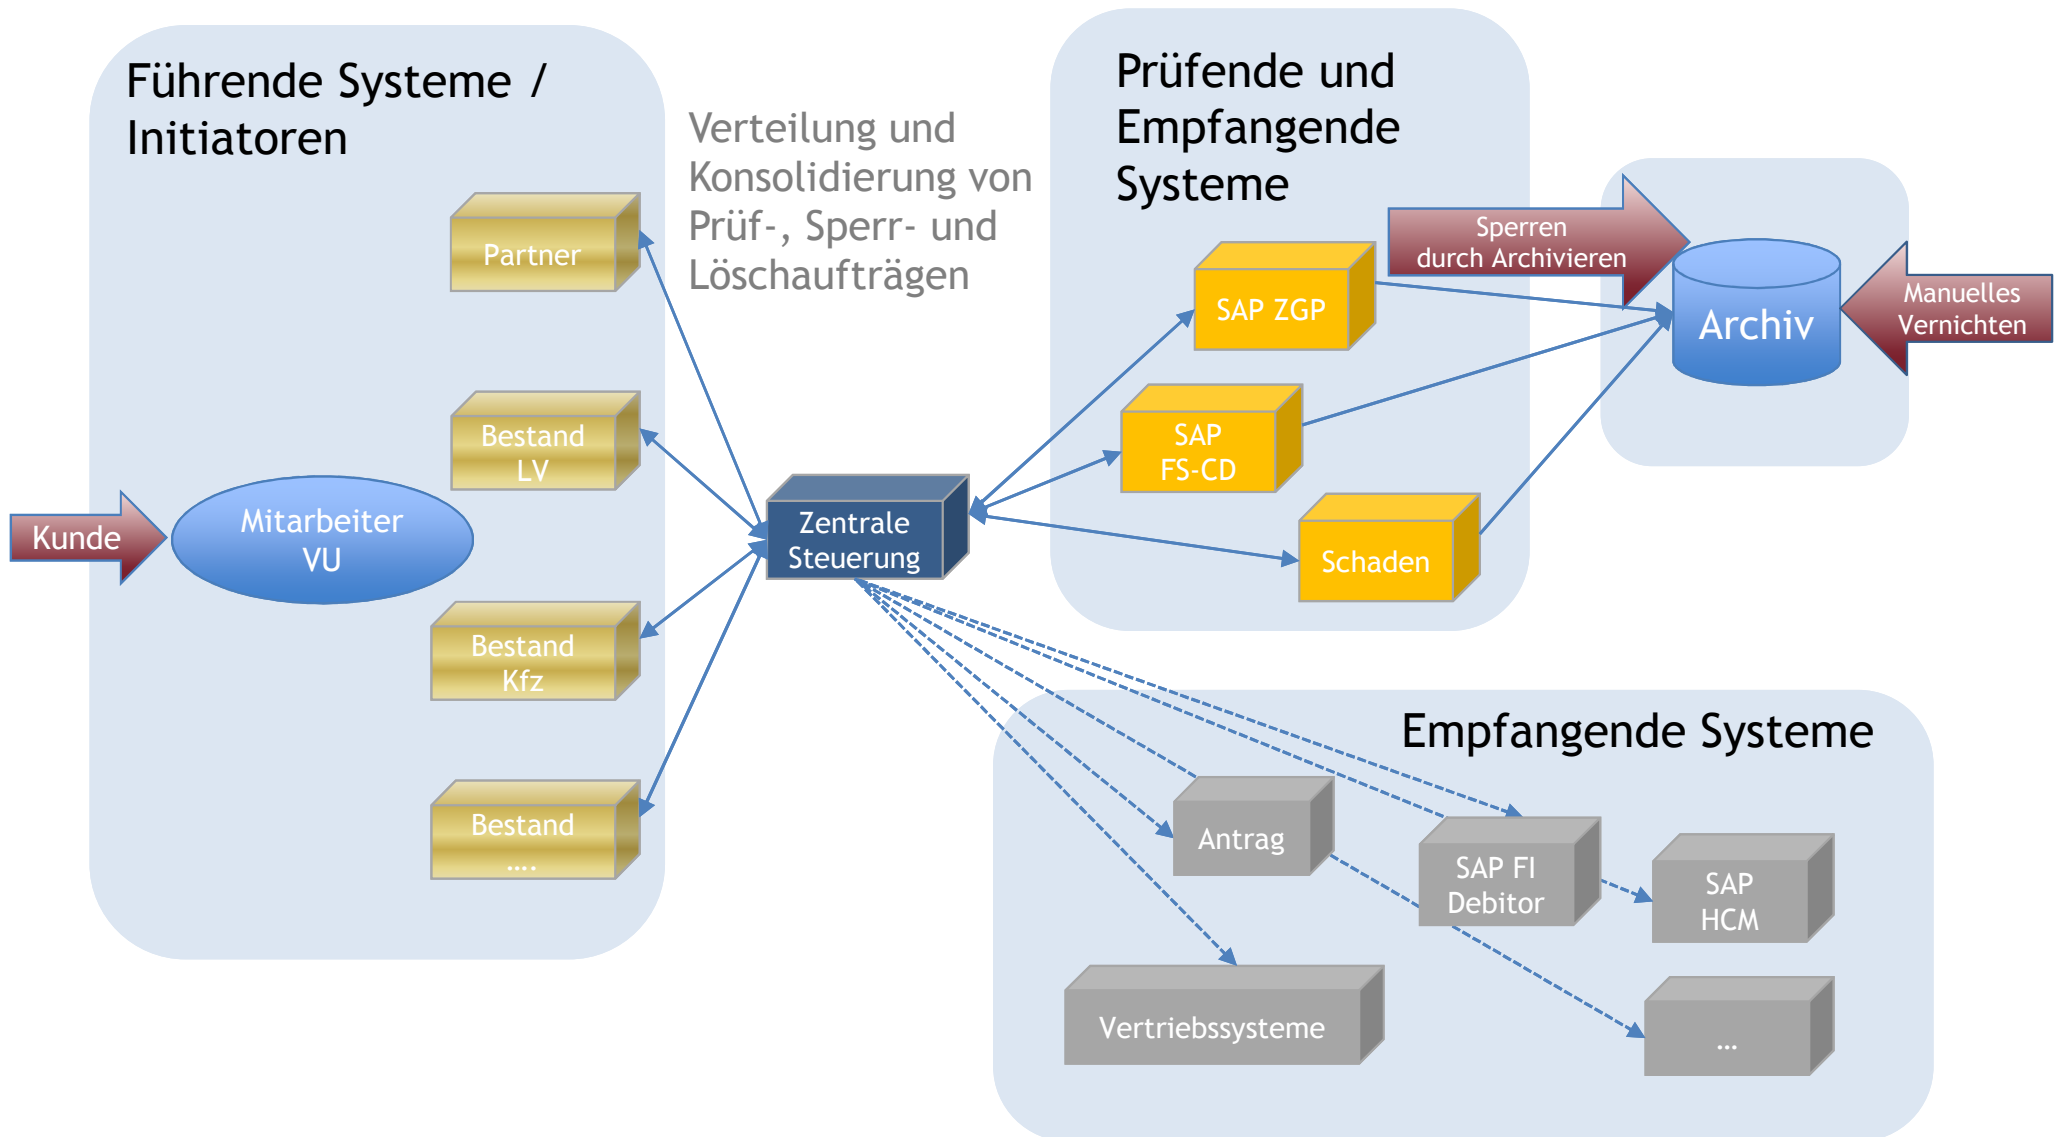 Führende Systeme /
Initiatoren
Partner
Bestand
LV
Kunde
Mitarbeiter
VU
Bestand
Kfz
Bestand
....
Verteilung und
Konsolidierung von
Prüf-, Sperr- und
Löschaufträgen
Zentrale
Steuerung
Prüfende und
Empfangende
Systeme
SAP ZGP
SAP
FS-CD
Schaden
Sperren
durch Archivieren
Archiv
Manuelles
Vernichten
Empfangende Systeme
Antrag
SAP FI
Debitor
SAP
HCM
Vertriebssysteme
…